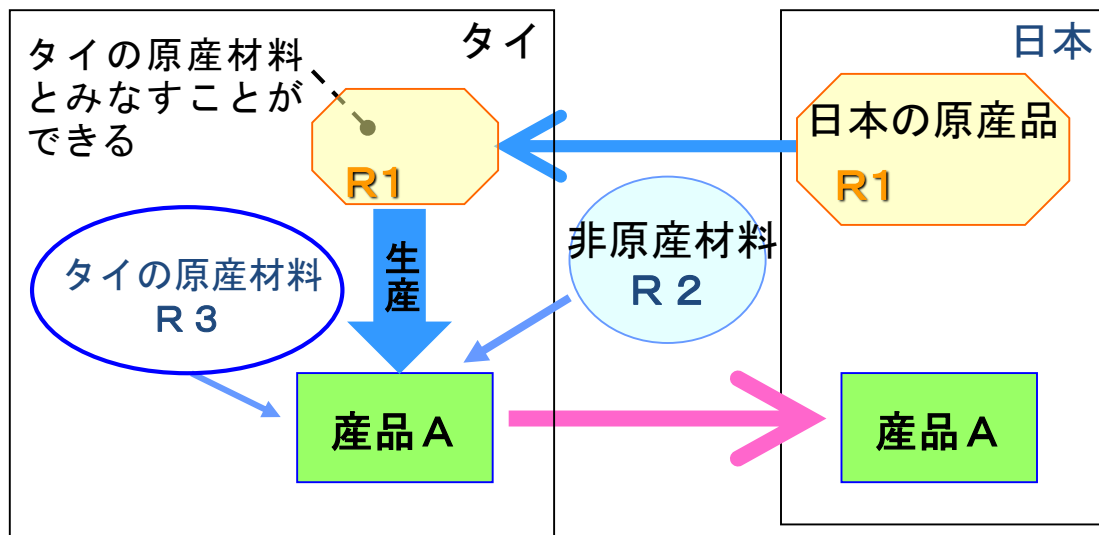 タイ
日本
タイの原産材料
とみなすことが
できる
日本の原産品
R1
R1
生産
非原産材料
R２
タイの原産材料
R３
産品A
産品A